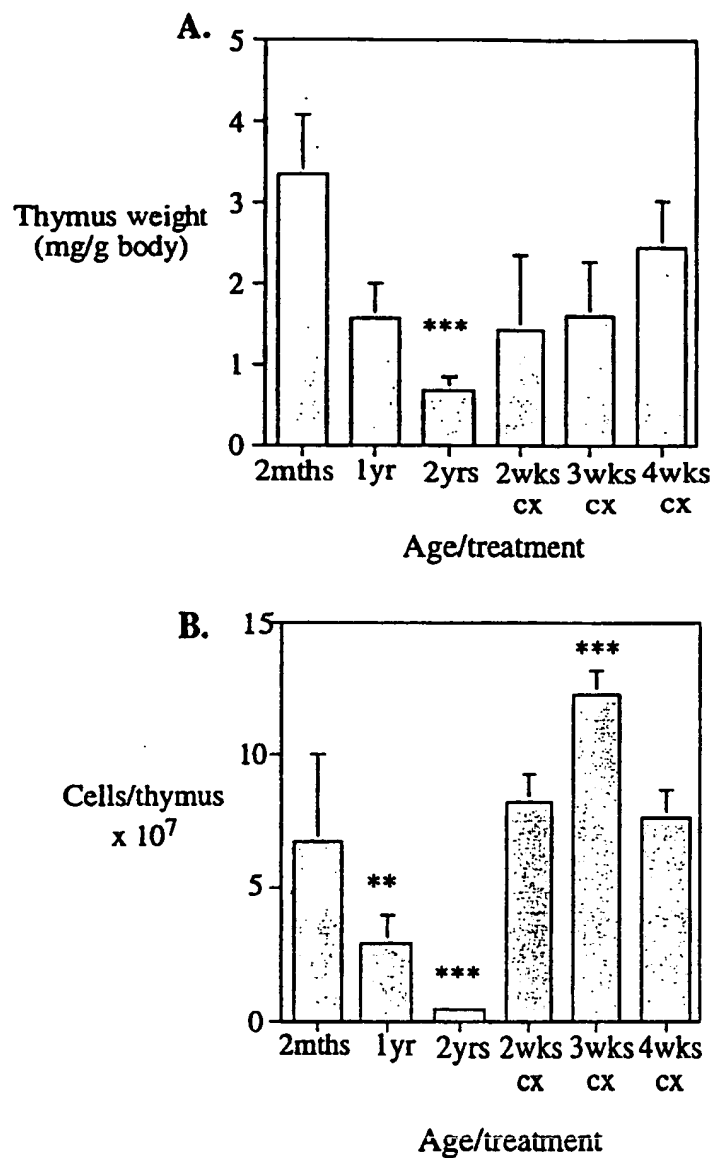 A.
5
4
3
2
1
0
Thymus weight
(mg/g body)
***
2mths 1yr 2yrs 2wks 3wks 4wks
cx cx cx
Age/treatment
B.
15
10
5
0
Cells/thymus
x 10⁷
**
***
***
2mths 1yr 2yrs 2wks 3wks 4wks
cx cx cx
Age/treatment